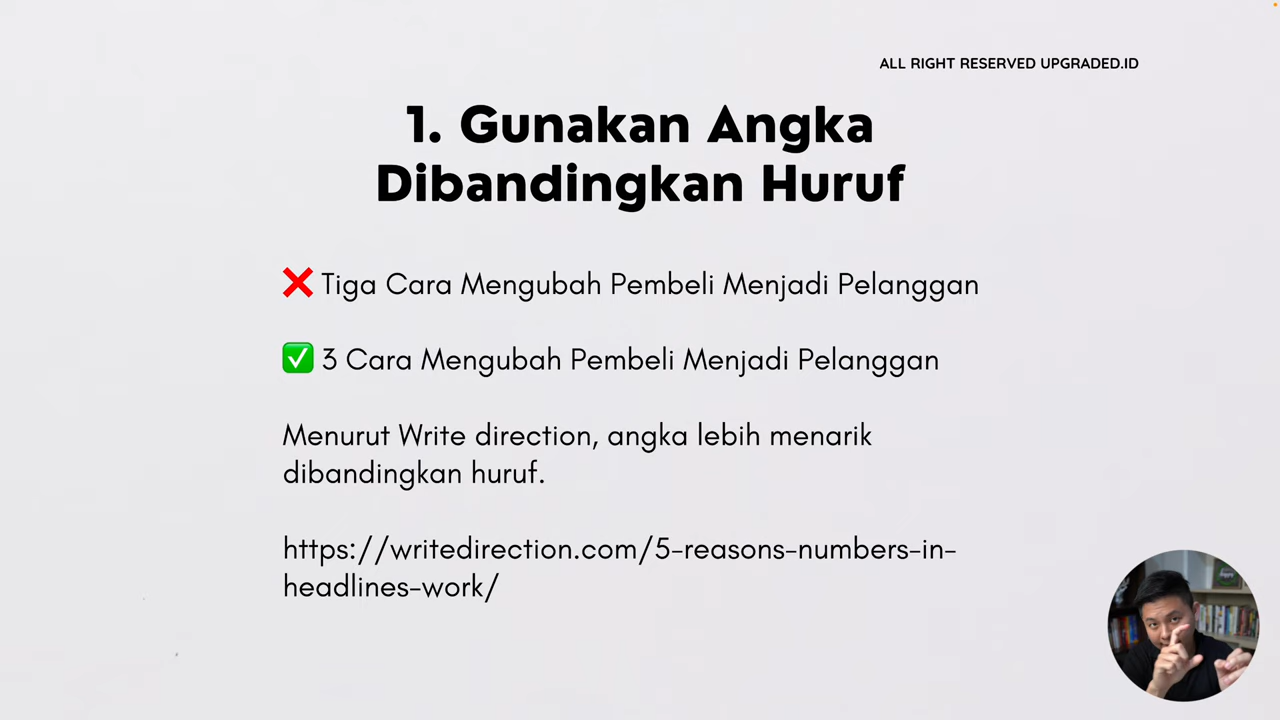 ALL RIGHT RESERVED UPGRADED.ID
1. Gunakan Angka
Dibandingkan Huruf
❌ Tiga Cara Mengubah Pembeli Menjadi Pelanggan
✅ 3 Cara Mengubah Pembeli Menjadi Pelanggan
Menurut Write direction, angka lebih menarik
dibandingkan huruf.
https://writedirection.com/5-reasons-numbers-in-
headlines-work/